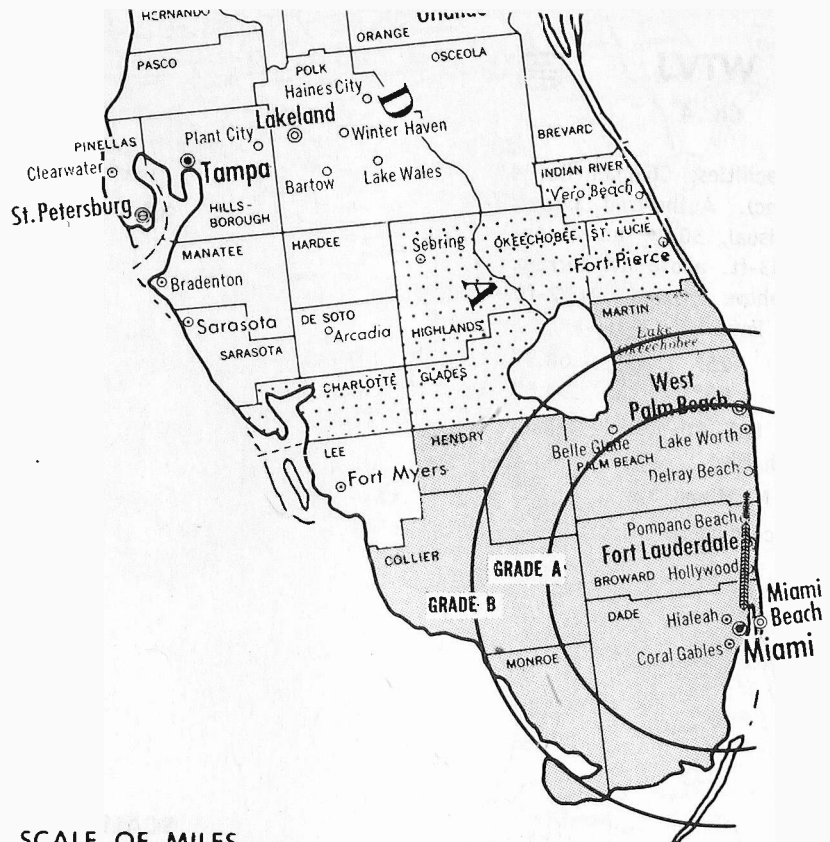 HERNANDO
Orlando
ORANGE
PASCO
OSCEOLA
POLK
Haines City
D
Lakeland
Plant City
Winter Haven
BREVARD
PINELLAS
Clearwater
Tampa
Lake Wales
Bartow
INDIAN RIVER
Vero Beach
St. Petersburg
HILLS-
BOROUGH
MANATEE
HARDEE
Sebring
OKEECHOBEE
ST. LUCIE
Fort Pierce
Bradenton
A
DE SOTO
MARTIN
Sarasota
Arcadia
HIGHLANDS
Lake
Okeechobee
SARASOTA
CHARLOTTE
GLADES
West
Palm Beach
HENDRY
Belle Glade
Lake Worth
LEE
PALM BEACH
Fort Myers
Delray Beach
Pompano Beach
COLLIER
Fort Lauderdale
GRADE A
BROWARD
Hollywood
GRADE B
Miami
Beach
DADE
Hialeah
Miami
MONROE
Coral Gables
SCALE OF MILES
WTVJ
Ch. 4